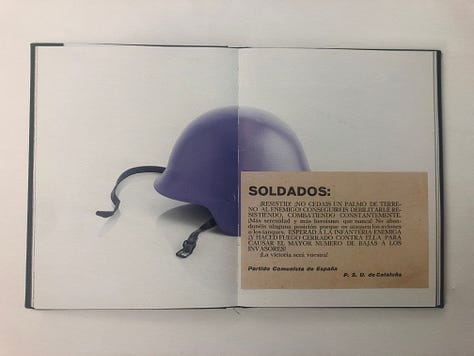 SOLDADOS:
¡RESISTID! ¡NO CEDAIS UN PALMO DE TERRE-
NO AL ENEMIGO! CONSEGUIREIS DEBILITARLE RE-
SISTIENDO, COMBATIENDO CONSTANTEMENTE.
¡Más serenidad y más heroísmo que nunca! No aban-
donéis ninguna posición porque os ataquen los aviones
o los tanques. ESPERAD A LA INFANTERIA ENEMIGA
¡Y HACED FUEGO CERRADO CONTRA ELLA PARA
CAUSAR EL MAYOR NUMERO DE BAJAS A LOS
INVASORES!
¡La victoria será vuestra!
Partido Comunista de España
P. S. U. de Cataluña